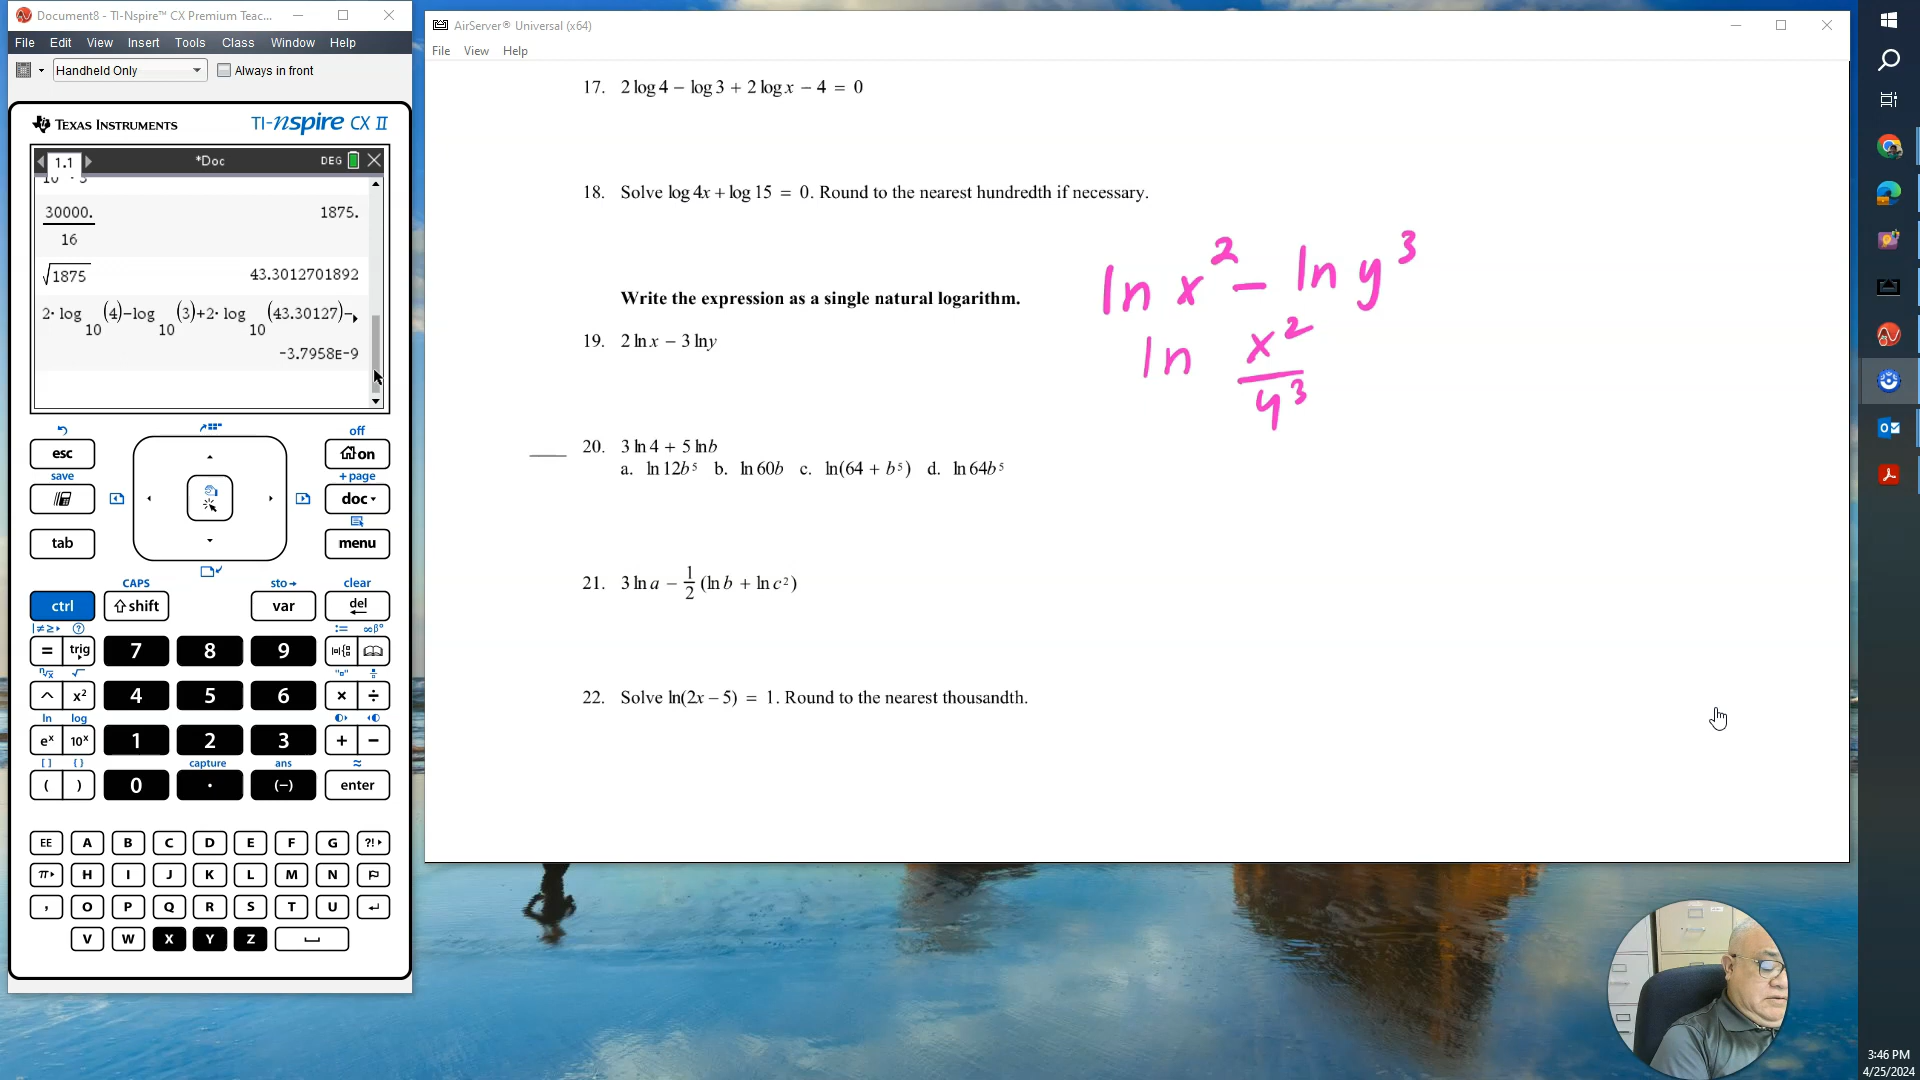 Document8 - TI-Nspire™ CX Premium Teac...
File Edit View Insert Tools Class Window Help
Handheld Only Always in front
TEXAS INSTRUMENTS TI-nspire CX II
1.1 *Doc DEG
30000.
16
1875.
√1875 43.3012701892
2·log10(4)−log10(3)+2·log10(43.30127)−
-3.7958E-9
off
esc on
save +page
doc
tab menu
CAPS sto→ clear
ctrl shift var del
|≠≥▸ ? := ∞β°
= trig 7 8 9
ⁿ√x √ "▫"
^ x² 4 5 6 × ÷
ln log
eˣ 10ˣ 1 2 3 + −
[ ] { } capture ans ≈
( ) 0 . (−) enter
EE A B C D E F G ?!▸
π▸ H I J K L M N
, O P Q R S T U
V W X Y Z
AirServer® Universal (x64)
File View Help
17. 2 log 4 − log 3 + 2 log x − 4 = 0
18. Solve log 4x + log 15 = 0. Round to the nearest hundredth if necessary.
Write the expression as a single natural logarithm.
19. 2 ln x − 3 ln y
ln x² − ln y³
ln x²/y³
20. 3 ln 4 + 5 ln b
a. ln 12b⁵ b. ln 60b c. ln(64 + b⁵) d. ln 64b⁵
21. 3 ln a − 1/2 (ln b + ln c²)
22. Solve ln(2x − 5) = 1. Round to the nearest thousandth.
3:46 PM
4/25/2024